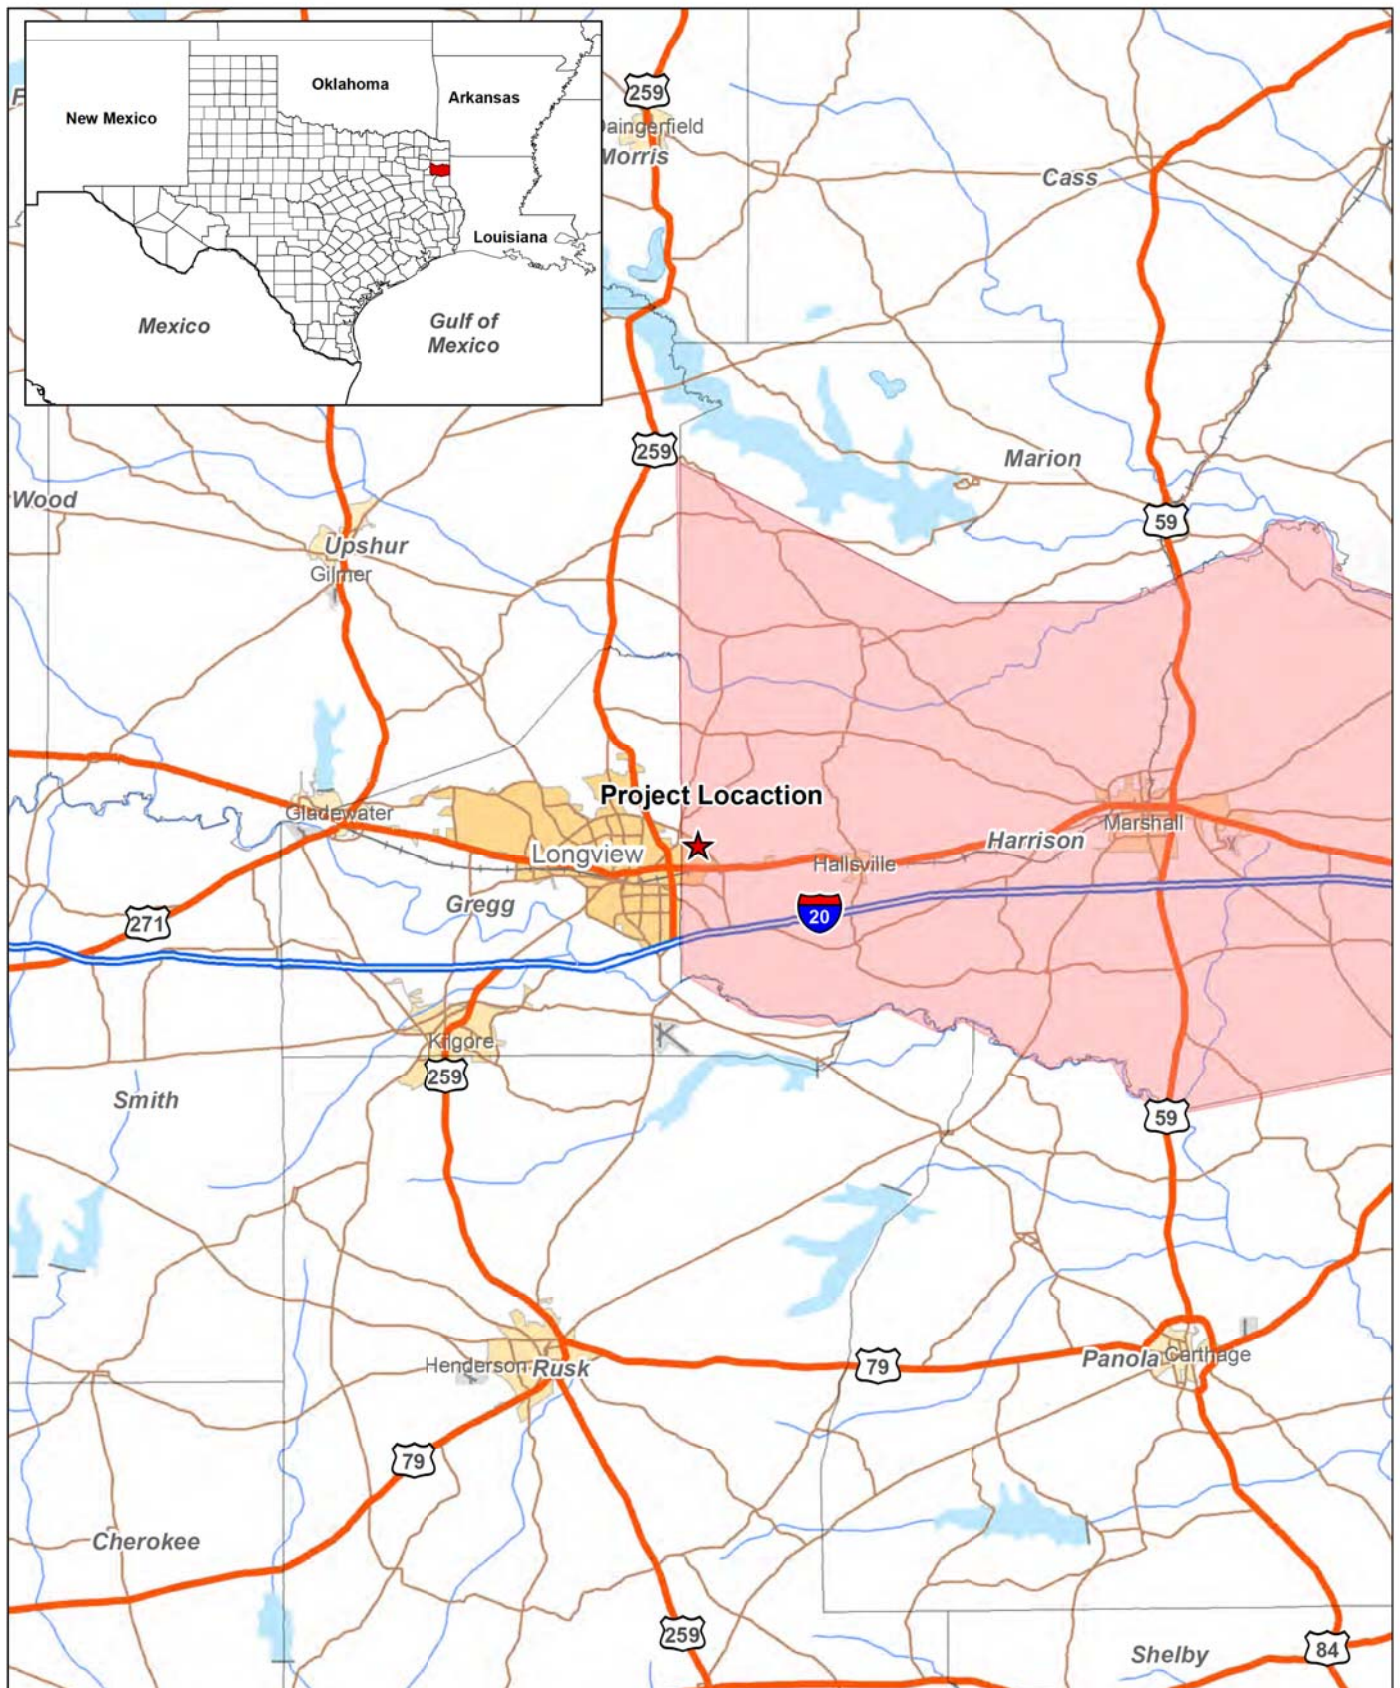 New Mexico
Oklahoma
Arkansas
Louisiana
Mexico
Gulf of
Mexico
259
Daingerfield
Morris
Cass
259
Marion
Wood
59
Upshur
Gilmer
Project Locaction
Gladewater
Longview
Hallsville
Harrison
Marshall
Gregg
20
271
Kilgore
259
Smith
59
Henderson
Rusk
79
Panola
Carthage
79
Cherokee
259
Shelby
84